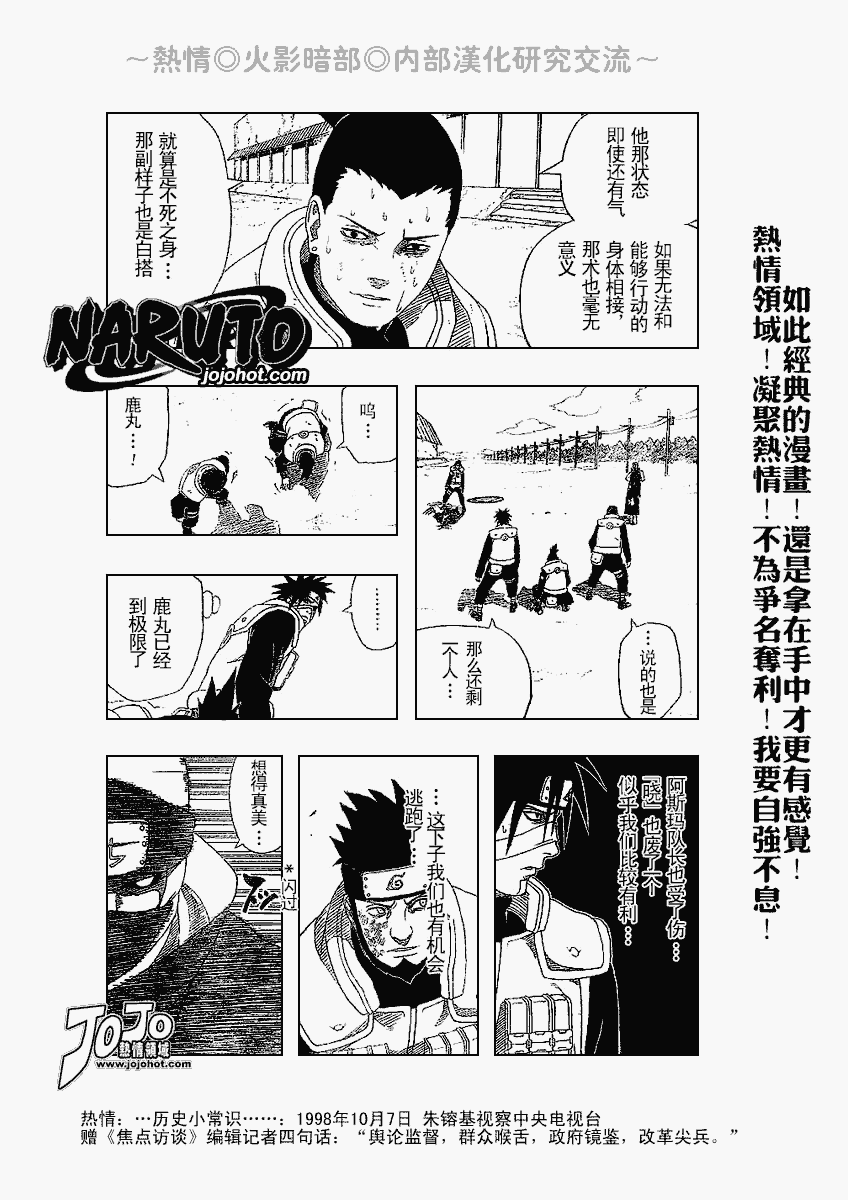 ～熱情◎火影暗部◎内部漢化研究交流～
他那状态
即使还有气
如果无法和
能够行动的
身体相接，
那术也毫无
意义
就算是不死之身…
那副样子也是白搭
NARUTO
jojohot.com
…说的也是
那么还剩
一个人…
呜…
鹿丸…！
………
鹿丸已经
到极限了
阿斯玛队长也受了伤…
「晓」也废了一个
似乎我们比较有利…
…这下子我们也有机会
逃跑了…
想得真美…
*闪过
ズッ
如此經典的漫畫！還是拿在手中才更有感覺！
熱情領域！凝聚熱情！不為爭名奪利！我要自強不息！
JOJO
熱情領域
www.jojohot.com
热情：…历史小常识……：1998年10月7日 朱镕基视察中央电视台
赠《焦点访谈》编辑记者四句话：“舆论监督，群众喉舌，政府镜鉴，改革尖兵。”